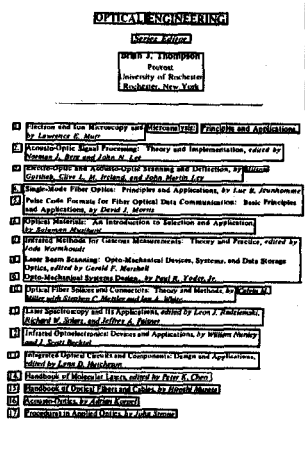 OPTICAL ENGINEERING
Series Editor
Brian J. Thompson
Provost
University of Rochester
Rochester, New York
1. Electron and Ion Microscopy and Microanalysis: Principles and Applications,
by Lawrence E. Murr
2. Acousto-Optic Signal Processing: Theory and Implementation, edited by
Norman J. Berg and John N. Lee
3. Electro-Optic and Acousto-Optic Scanning and Deflection, by Milton
Gottlieb, Clive L. M. Ireland, and John Martin Ley
4. Single-Mode Fiber Optics: Principles and Applications, by Luc B. Jeunhomme
5. Pulse Code Formats for Fiber Optical Data Communication: Basic Principles
and Applications, by David J. Morris
6. Optical Materials: An Introduction to Selection and Application,
by Solomon Musikant
7. Infrared Methods for Gaseous Measurements: Theory and Practice, edited by
Joda Wormhoudt
8. Laser Beam Scanning: Opto-Mechanical Devices, Systems, and Data Storage
Optics, edited by Gerald F. Marshall
9. Opto-Mechanical Systems Design, by Paul R. Yoder, Jr.
10. Optical Fiber Splices and Connectors: Theory and Methods, by Calvin M.
Miller with Stephen C. Mettler and Ian A. White
11. Laser Spectroscopy and Its Applications, edited by Leon J. Radziemski,
Richard W. Solarz, and Jeffrey A. Paisner
12. Infrared Optoelectronics: Devices and Applications, by William Nunley
and J. Scott Bechtel
13. Integrated Optical Circuits and Components: Design and Applications,
edited by Lynn D. Hutcheson
14. Handbook of Molecular Lasers, edited by Peter K. Cheo
15. Handbook of Optical Fibers and Cables, by Hiroshi Murata
16. Acousto-Optics, by Adrian Korpel
17. Procedures in Applied Optics, by John Strong